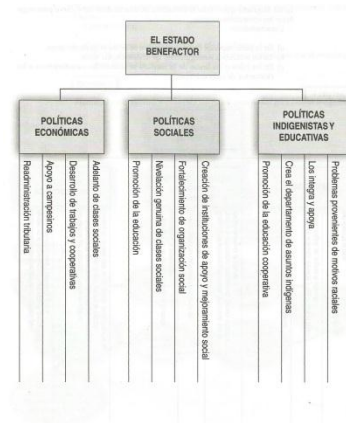 EL ESTADO
BENEFACTOR
POLÍTICAS
ECONÓMICAS
Readministración tributaria
Apoyo a campesinos
Desarrollo de trabajos y cooperativas
Adelanto de clases sociales
POLÍTICAS
SOCIALES
Promoción de la educación
Nivelación genuina de clases sociales
Fortalecimiento de organización social
Creación de instituciones de apoyo y mejoramiento social
POLÍTICAS
INDIGENISTAS Y
EDUCATIVAS
Promoción de la educación cooperativa
Crea el departamento de asuntos indígenas
Los integra y apoya
Problemas provenientes de motivos raciales